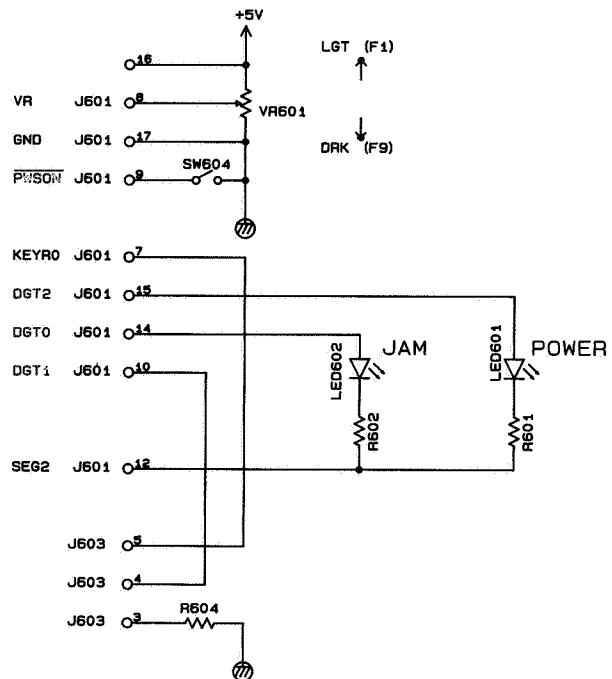 +5V
LGT (F1)
16
VR J601 8
VR601
GND J601 17
DRK (F9)
PWSON J601 9
SW604
KEYR0 J601 7
DGT2 J601 15
DGT0 J601 14
JAM
POWER
LED602
LED601
DGT1 J601 10
R602
R601
SEG2 J601 12
J603 5
J603 4
R604
J603 3